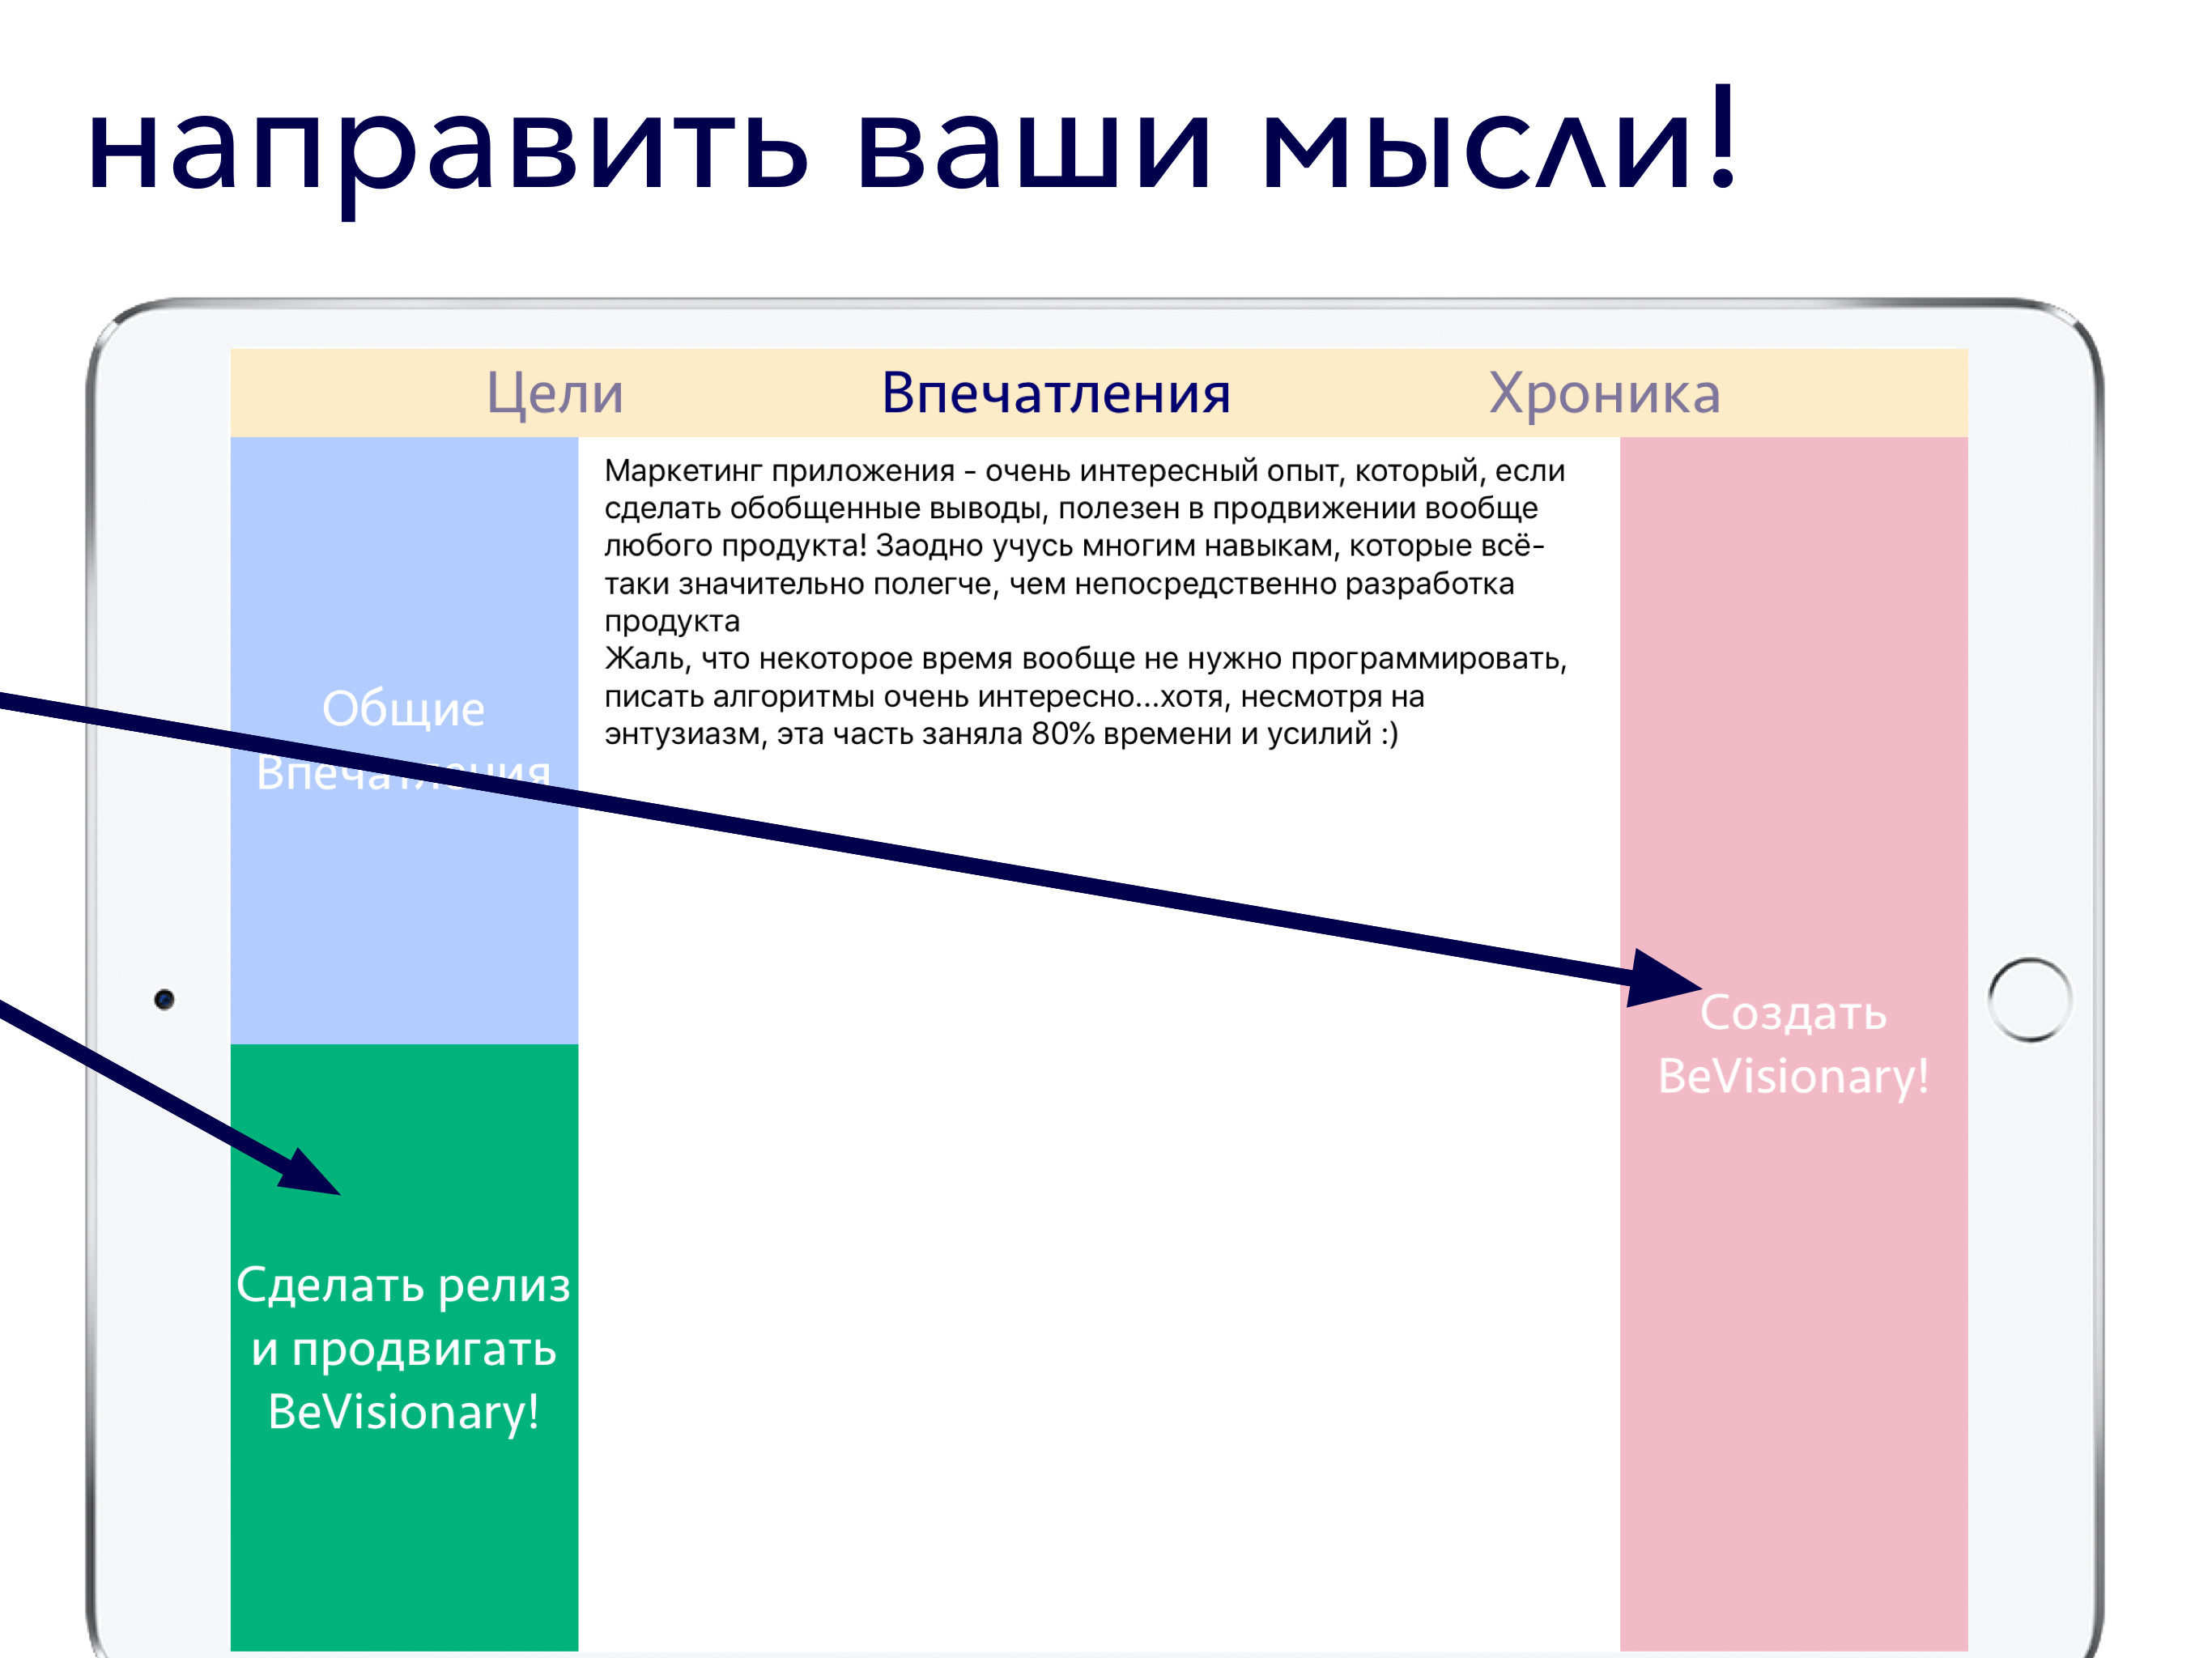 направить ваши мысли!
Цели
Впечатления
Хроника
Общие
Впечатления
Маркетинг приложения - очень интересный опыт, который, если
сделать обобщенные выводы, полезен в продвижении вообще
любого продукта! Заодно учусь многим навыкам, которые всё-
таки значительно полегче, чем непосредственно разработка
продукта
Жаль, что некоторое время вообще не нужно программировать,
писать алгоритмы очень интересно...хотя, несмотря на
энтузиазм, эта часть заняла 80% времени и усилий :)
Создать
BeVisionary!
Сделать релиз
и продвигать
BeVisionary!